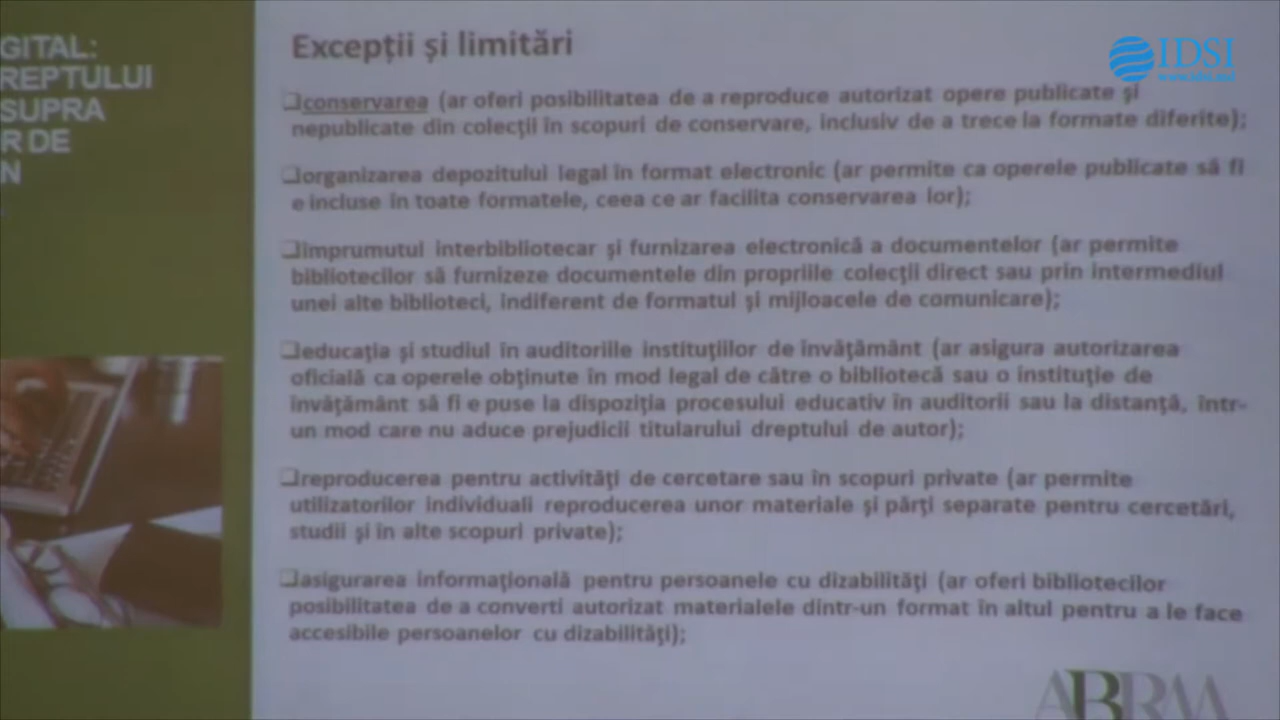 GITAL:
REPTULUI
SUPRA
R DE
N
IDSI
www.idsi.md
Excepții și limitări
❑conservarea (ar oferi posibilitatea de a reproduce autorizat opere publicate și
nepublicate din colecții în scopuri de conservare, inclusiv de a trece la formate diferite);
❑organizarea depozitului legal în format electronic (ar permite ca operele publicate să fi
e incluse în toate formatele, ceea ce ar facilita conservarea lor);
❑împrumutul interbibliotecar și furnizarea electronică a documentelor (ar permite
bibliotecilor să furnizeze documentele din propriile colecții direct sau prin intermediul
unei alte biblioteci, indiferent de formatul și mijloacele de comunicare);
❑educația și studiul în auditoriile instituțiilor de învățământ (ar asigura autorizarea
oficială ca operele obținute în mod legal de către o bibliotecă sau o instituție de
învățământ să fi e puse la dispoziția procesului educativ în auditorii sau la distanță, într-
un mod care nu aduce prejudicii titularului dreptului de autor);
❑reproducerea pentru activități de cercetare sau în scopuri private (ar permite
utilizatorilor individuali reproducerea unor materiale și părți separate pentru cercetări,
studii și în alte scopuri private);
❑asigurarea informațională pentru persoanele cu dizabilități (ar oferi bibliotecilor
posibilitatea de a converti autorizat materialele dintr-un format în altul pentru a le face
accesibile persoanelor cu dizabilități);
ABRM